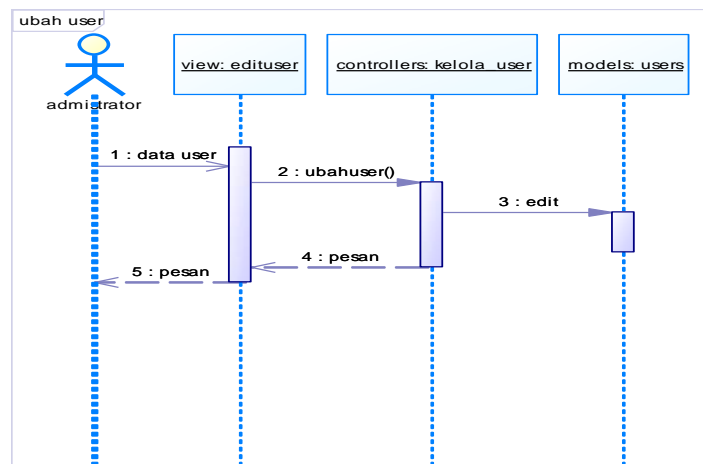 ubah user
view: edituser
controllers: kelola_user
models: users
admistrator
1 : data user
2 : ubahuser()
3 : edit
4 : pesan
5 : pesan